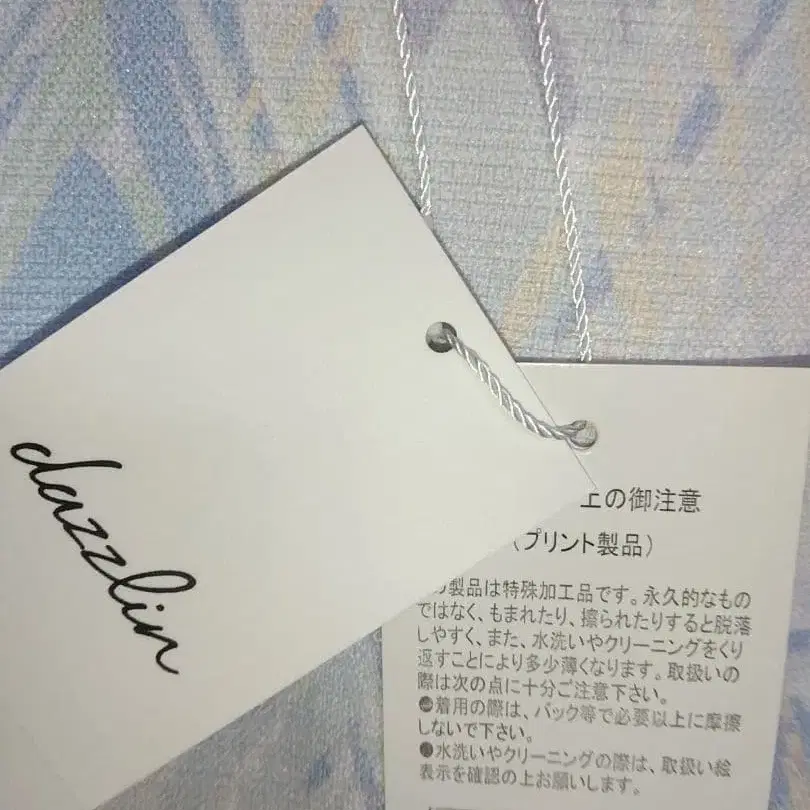 dazzlin
上の御注意
(プリント製品)
の製品は特殊加工品です。永久的なもの
ではなく、もまれたり、擦られたりすると脱落
しやすく、また、水洗いやクリーニングをくり
返すことにより多少薄くなります。取扱いの
際は次の点に十分ご注意下さい。
●着用の際は、バック等で必要以上に摩擦
しないで下さい。
●水洗いやクリーニングの際は、取扱い絵
表示を確認の上お願いします。